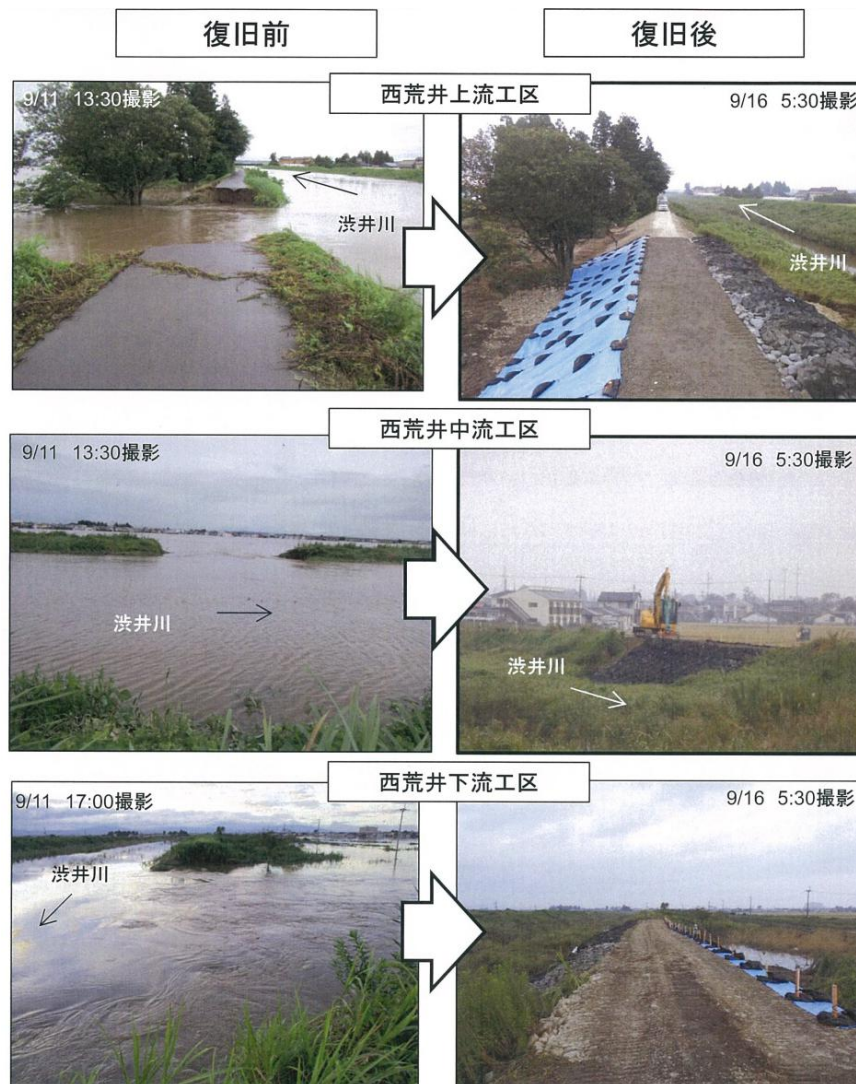 復旧前
復旧後
西荒井上流工区
9/11 13:30撮影
渋井川
9/16 5:30撮影
渋井川
西荒井中流工区
9/11 13:30撮影
渋井川
9/16 5:30撮影
渋井川
西荒井下流工区
9/11 17:00撮影
渋井川
9/16 5:30撮影